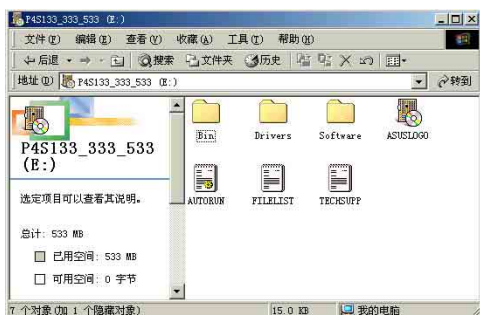 P4S133_333_533 (E:)
文件(F) 编辑(E) 查看(V) 收藏(A) 工具(T) 帮助(H)
后退 搜索 文件夹 历史
地址(D) P4S133_333_533 (E:) 转到
P4S133_333_533
(E:)
选定项目可以查看其说明。
总计: 533 MB
已用空间: 533 MB
可用空间: 0 字节
Bin Drivers Software ASUSLOGO
AUTORUN FILELIST TECHSUPP
7 个对象(加 1 个隐藏对象) 15.0 KB 我的电脑